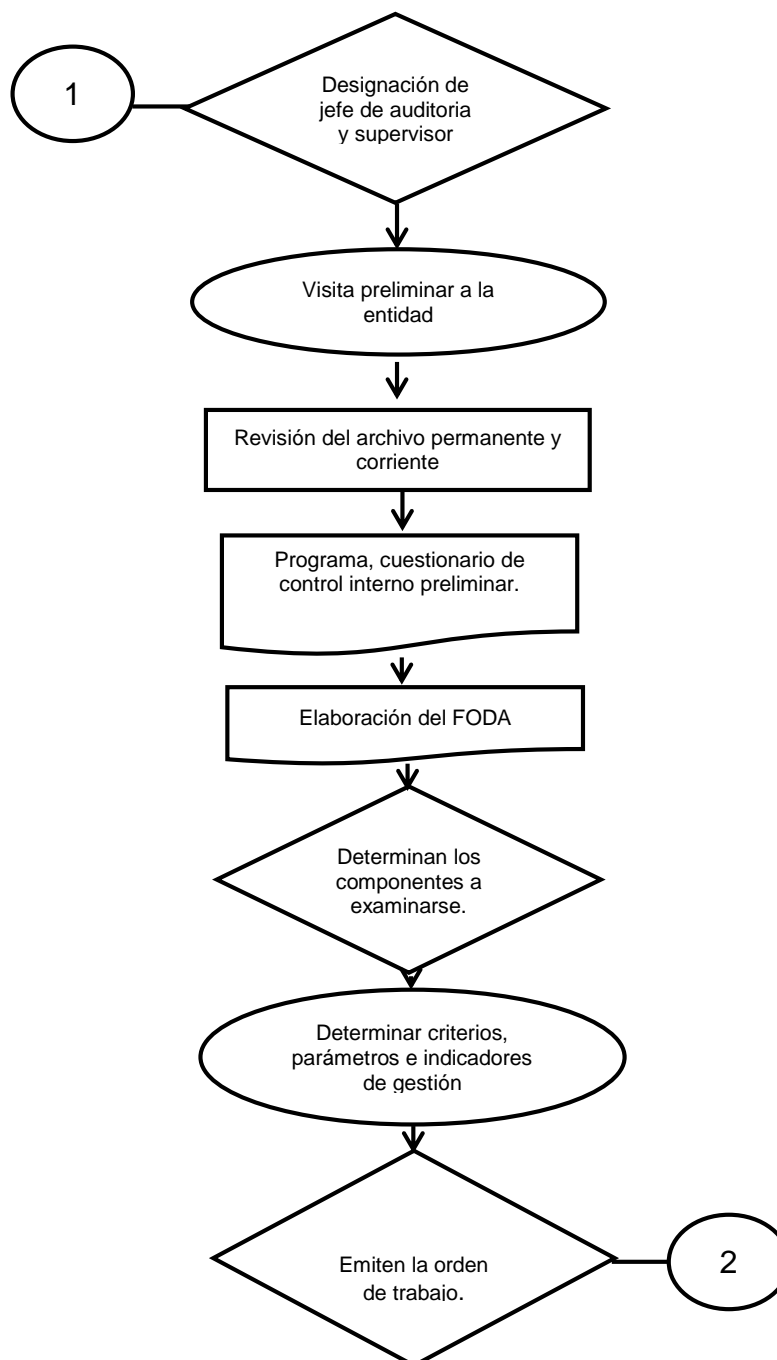 1
Designación de
jefe de auditoria
y supervisor
Visita preliminar a la
entidad
Revisión del archivo permanente y
corriente
Programa, cuestionario de
control interno preliminar.
Elaboración del FODA
Determinan los
componentes a
examinarse.
Determinar criterios,
parámetros e indicadores
de gestión
Emiten la orden
de trabajo.
2